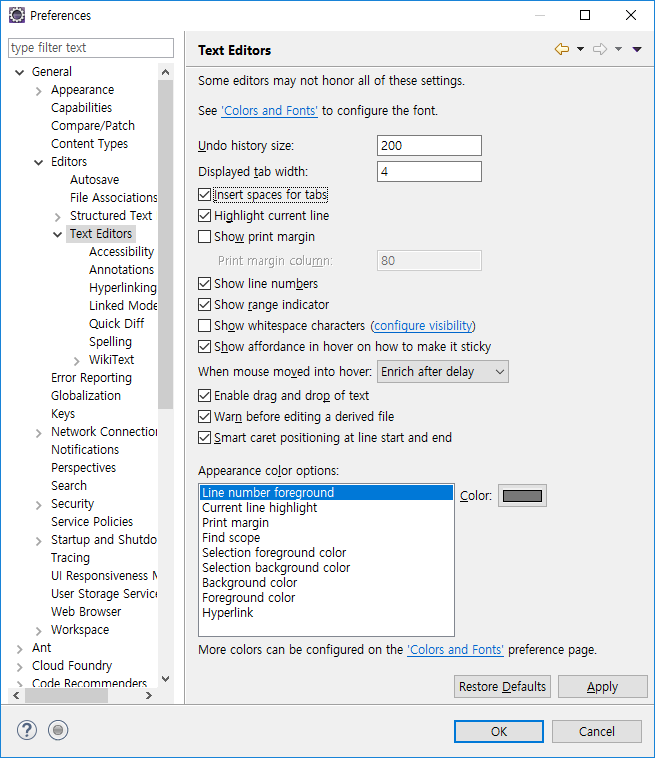 Preferences
type filter text
General
Appearance
Capabilities
Compare/Patch
Content Types
Editors
Autosave
File Associations
Structured Text
Text Editors
Accessibility
Annotations
Hyperlinking
Linked Mode
Quick Diff
Spelling
WikiText
Error Reporting
Globalization
Keys
Network Connection
Notifications
Perspectives
Search
Security
Service Policies
Startup and Shutdo
Tracing
UI Responsiveness M
User Storage Service
Web Browser
Workspace
Ant
Cloud Foundry
Code Recommenders
Text Editors
Some editors may not honor all of these settings.
See 'Colors and Fonts' to configure the font.
Undo history size: 200
Displayed tab width: 4
Insert spaces for tabs
Highlight current line
Show print margin
Print margin column: 80
Show line numbers
Show range indicator
Show whitespace characters (configure visibility)
Show affordance in hover on how to make it sticky
When mouse moved into hover: Enrich after delay
Enable drag and drop of text
Warn before editing a derived file
Smart caret positioning at line start and end
Appearance color options:
Line number foreground
Current line highlight
Print margin
Find scope
Selection foreground color
Selection background color
Background color
Foreground color
Hyperlink
Color:
More colors can be configured on the 'Colors and Fonts' preference page.
Restore Defaults
Apply
?
OK
Cancel